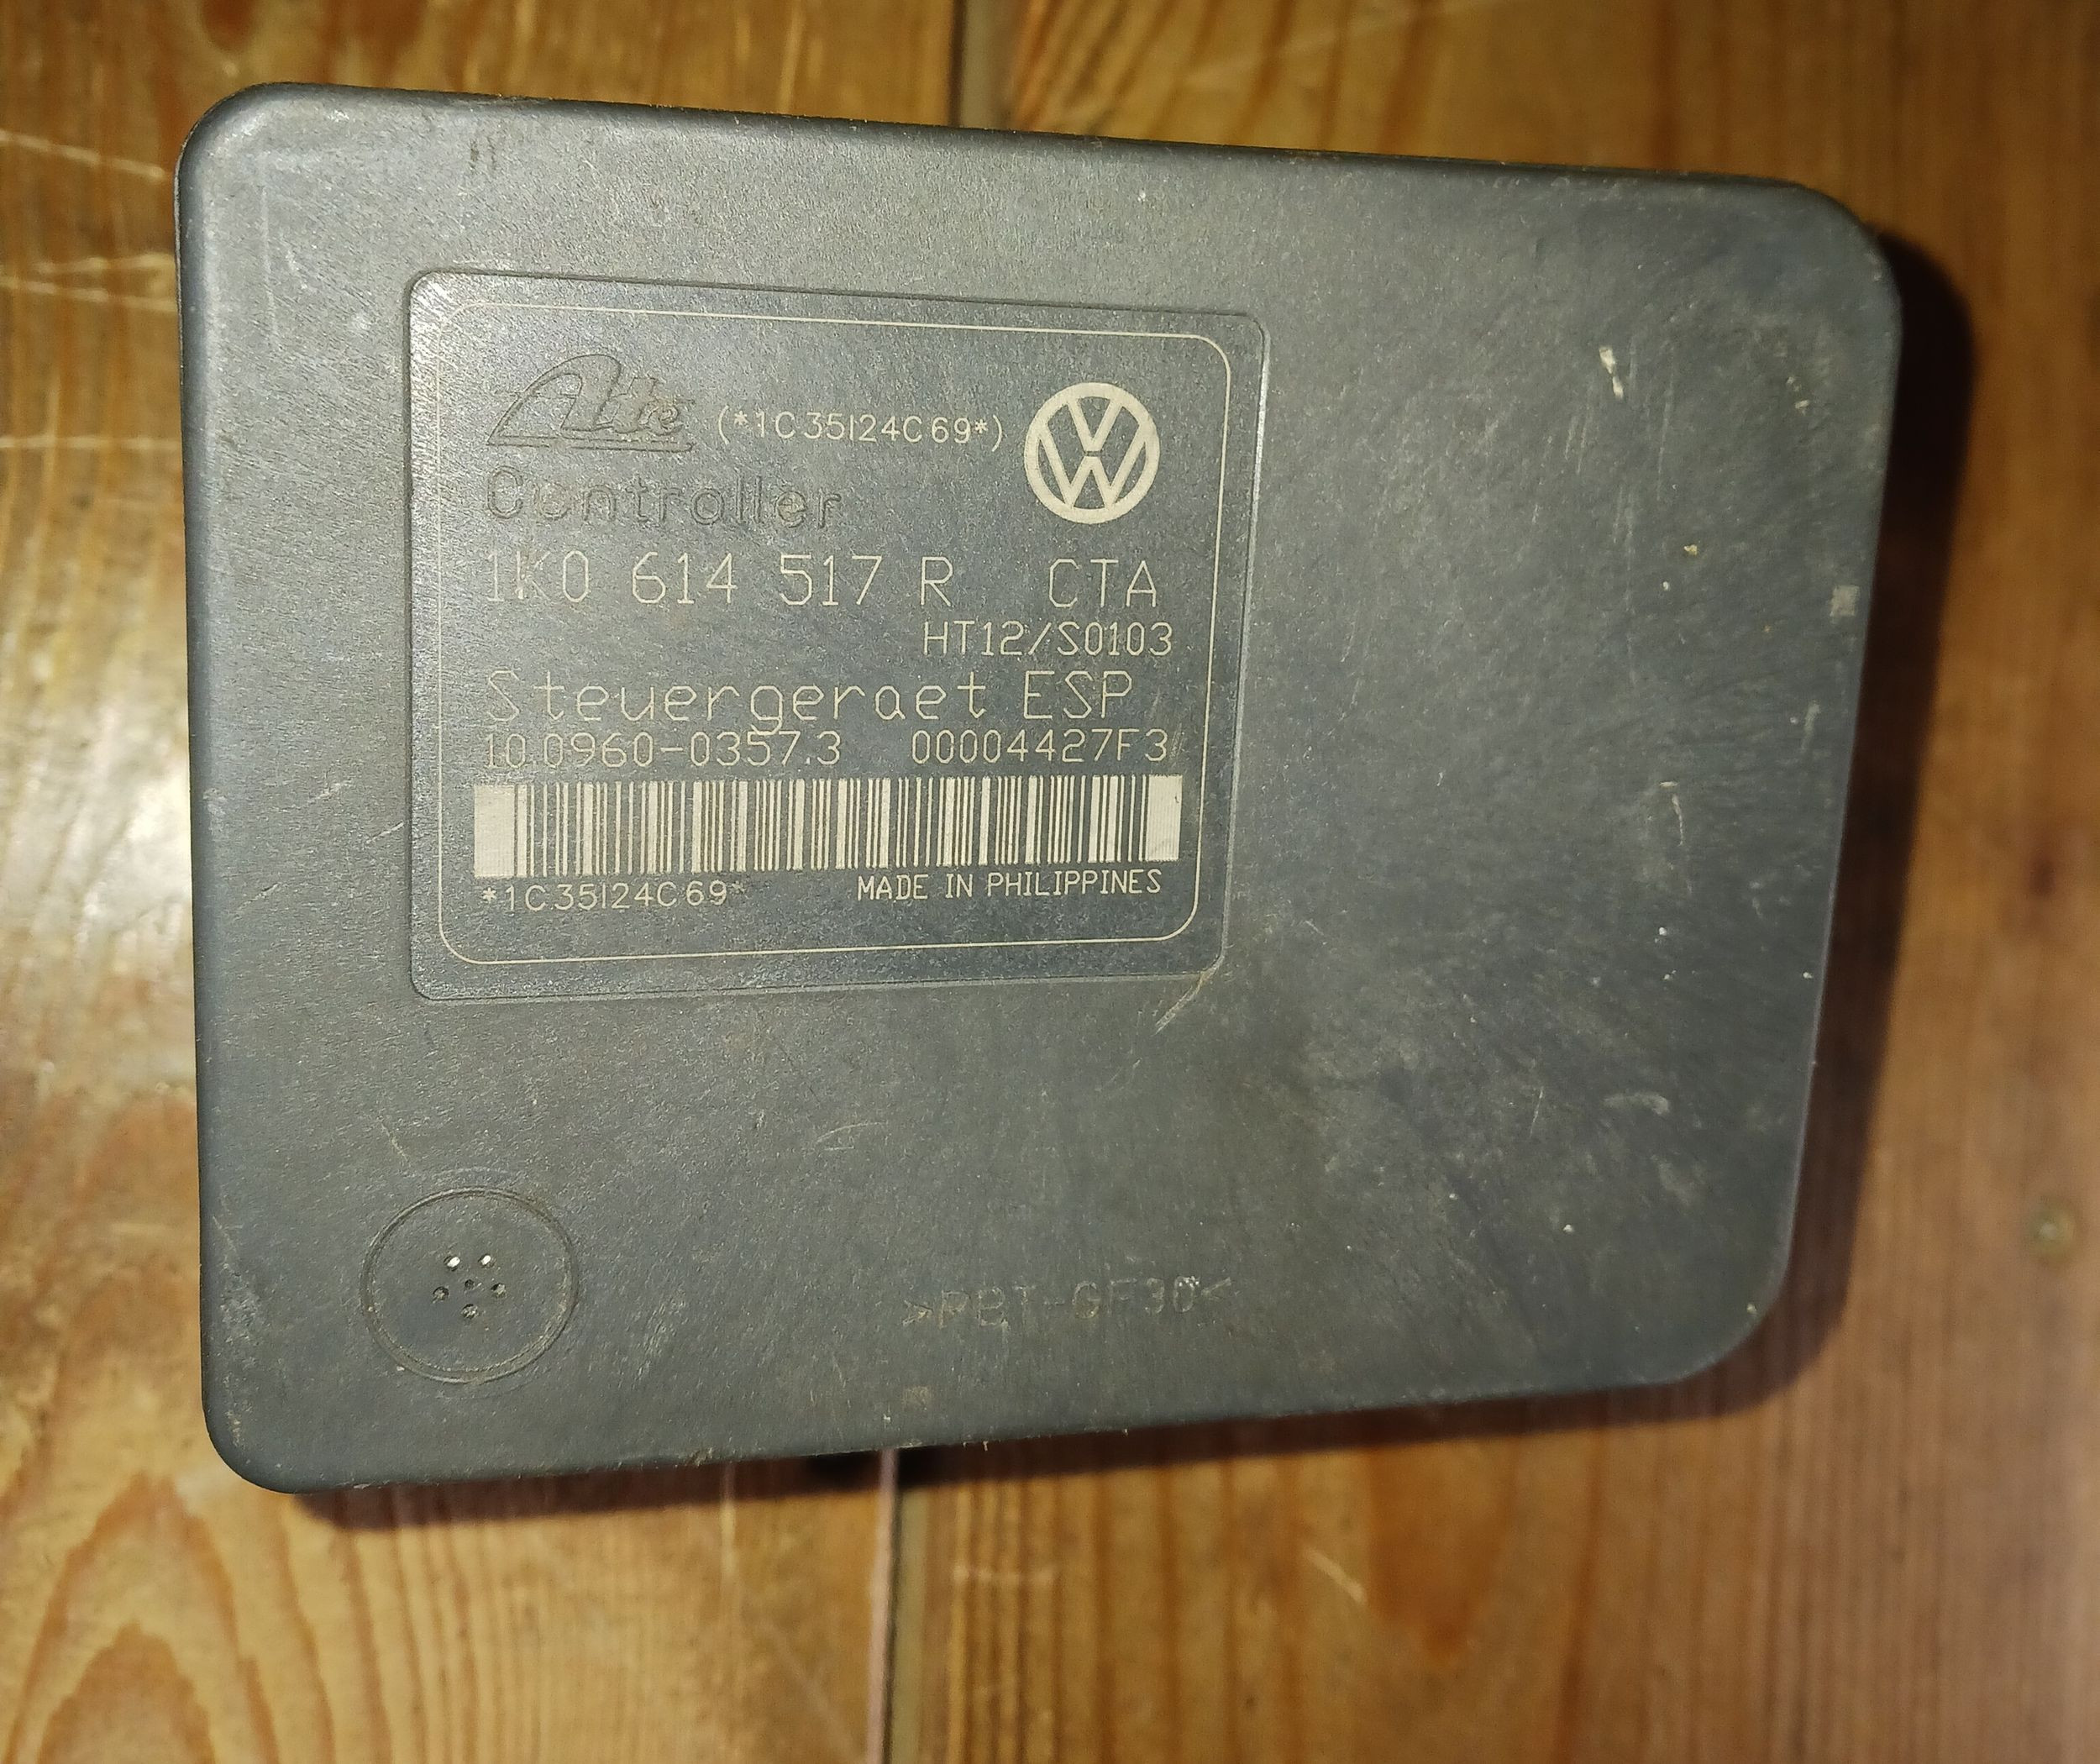 Ate (*1C35I24C69*)
Controller
1K0 614 517 R CTA
HT12/S0103
Steuergeraet ESP
10.0960-0357.3 00004427F3
*1C35I24C69* MADE IN PHILIPPINES
>PBT-GF30<